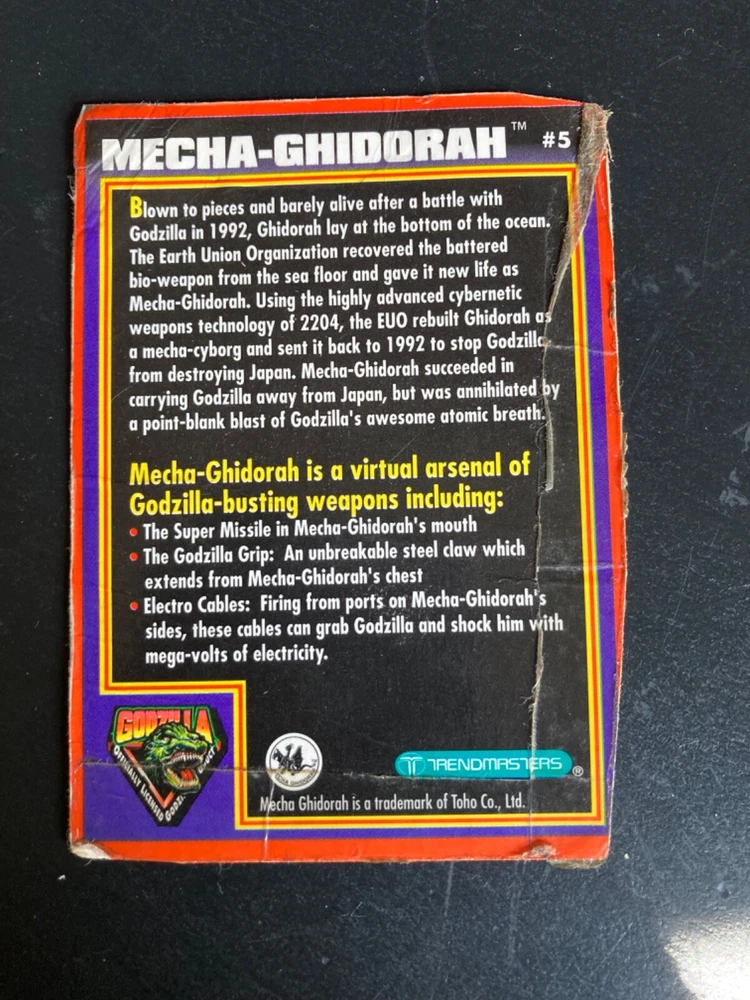 MECHA-GHIDORAH™ #5
Blown to pieces and barely alive after a battle with
Godzilla in 1992, Ghidorah lay at the bottom of the ocean.
The Earth Union Organization recovered the battered
bio-weapon from the sea floor and gave it new life as
Mecha-Ghidorah. Using the highly advanced cybernetic
weapons technology of 2204, the EUO rebuilt Ghidorah as
a mecha-cyborg and sent it back to 1992 to stop Godzilla
from destroying Japan. Mecha-Ghidorah succeeded in
carrying Godzilla away from Japan, but was annihilated by
a point-blank blast of Godzilla's awesome atomic breath.
Mecha-Ghidorah is a virtual arsenal of
Godzilla-busting weapons including:
• The Super Missile in Mecha-Ghidorah's mouth
• The Godzilla Grip: An unbreakable steel claw which
extends from Mecha-Ghidorah's chest
• Electro Cables: Firing from ports on Mecha-Ghidorah's
sides, these cables can grab Godzilla and shock him with
mega-volts of electricity.
GODZILLA
OFFICIALLY LICENSED
TRENDMASTERS®
Mecha Ghidorah is a trademark of Toho Co., Ltd.